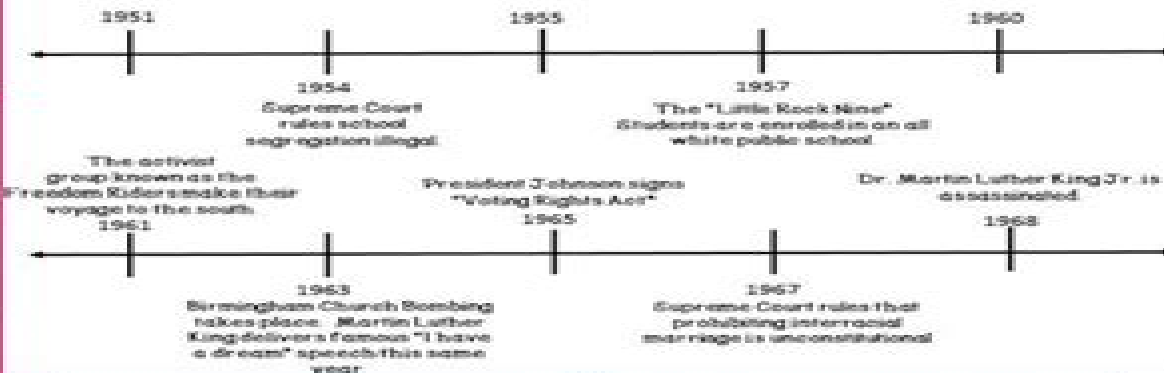 1951
1955
1960
1954
Supreme Court
rules school
segregation illegal
1957
The "Little Rock Nine"
Students are enrolled in an all
white public school
The activist
group known as the
Freedom Riders make their
voyage to the south
1961
President Johnson signs
"Voting Rights Act"
1965
Dr. Martin Luther King Jr. is
assassinated
1968
1963
Birmingham Church Bombing
takes place. Martin Luther
King delivers famous "I have
a dream" speech this same
year
1967
Supreme Court rules that
prohibiting interracial
marriage is unconstitutional